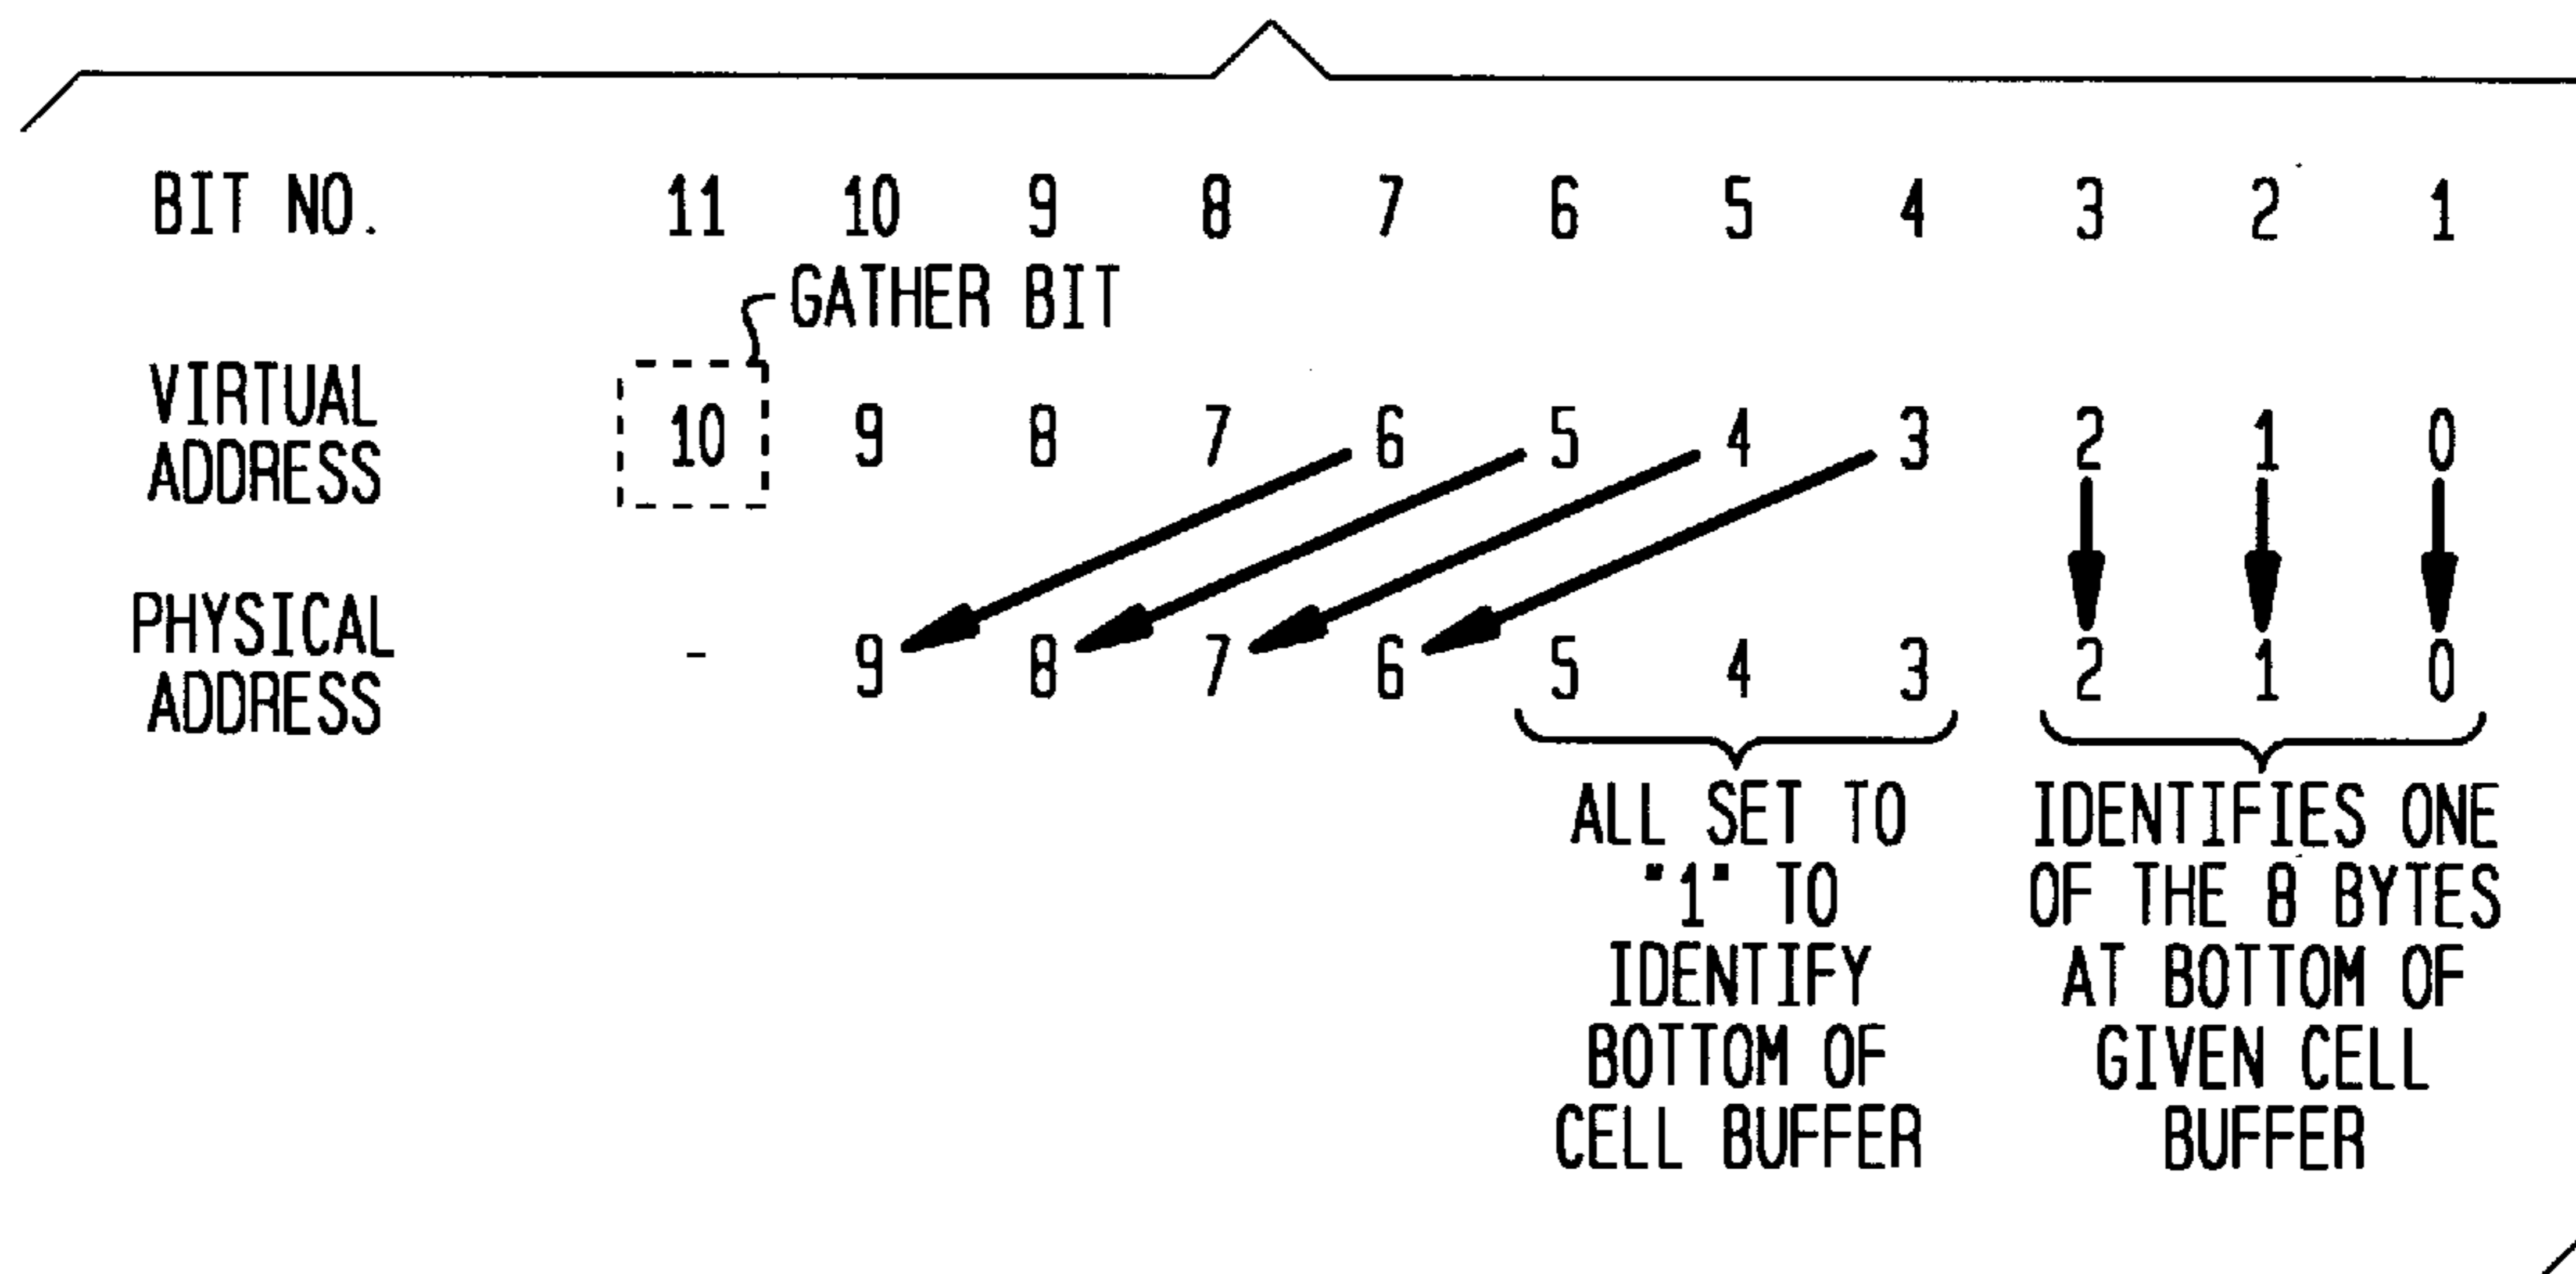 BIT NO. 11 10 9 8 7 6 5 4 3 2 1
GATHER BIT
VIRTUAL
ADDRESS
10 9 8 7 6 5 4 3 2 1 0
PHYSICAL
ADDRESS
- 9 8 7 6 5 4 3 2 1 0
ALL SET TO
"1" TO
IDENTIFY
BOTTOM OF
CELL BUFFER
IDENTIFIES ONE
OF THE 8 BYTES
AT BOTTOM OF
GIVEN CELL
BUFFER